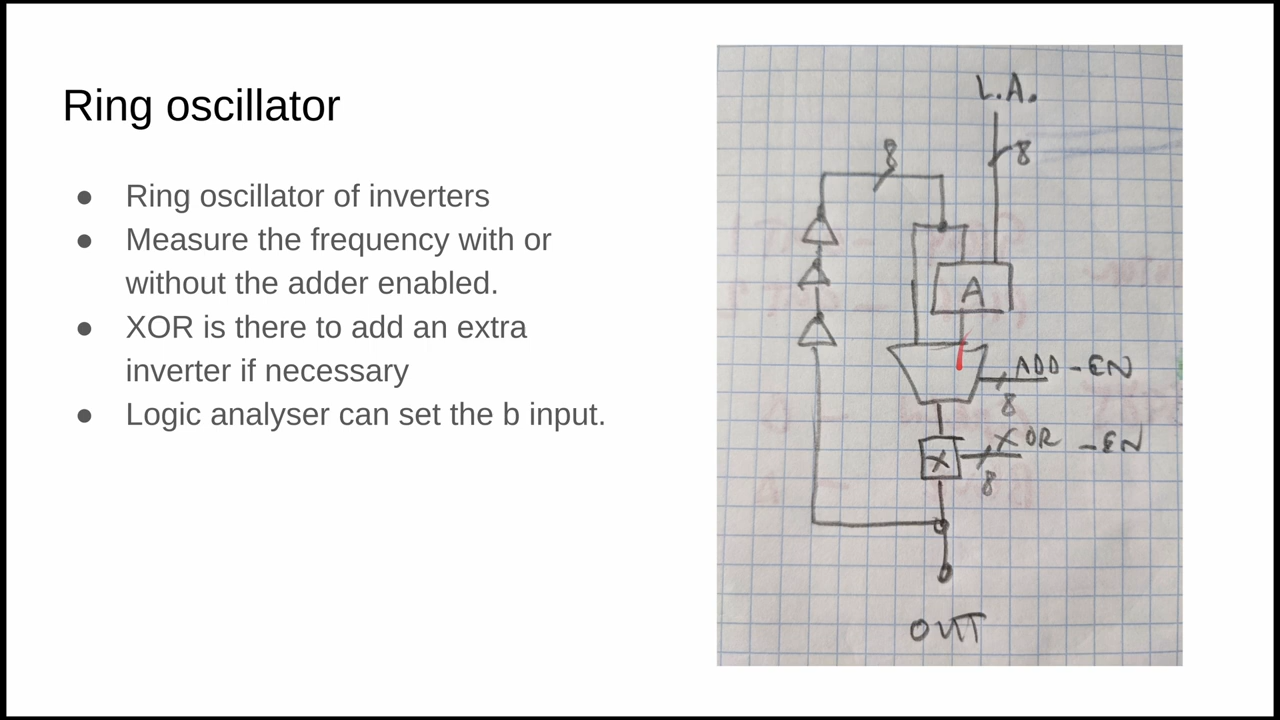 Ring oscillator
● Ring oscillator of inverters
● Measure the frequency with or
without the adder enabled.
● XOR is there to add an extra
inverter if necessary
● Logic analyser can set the b input.
L.A.
8
8
A
ADD-EN
8
XOR-EN
X
8
OUT